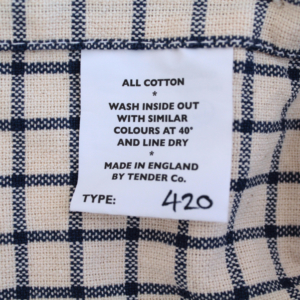 ALL COTTON
*
WASH INSIDE OUT
WITH SIMILAR
COLOURS AT 40°
AND LINE DRY
*
MADE IN ENGLAND
BY TENDER Co.
TYPE: 420